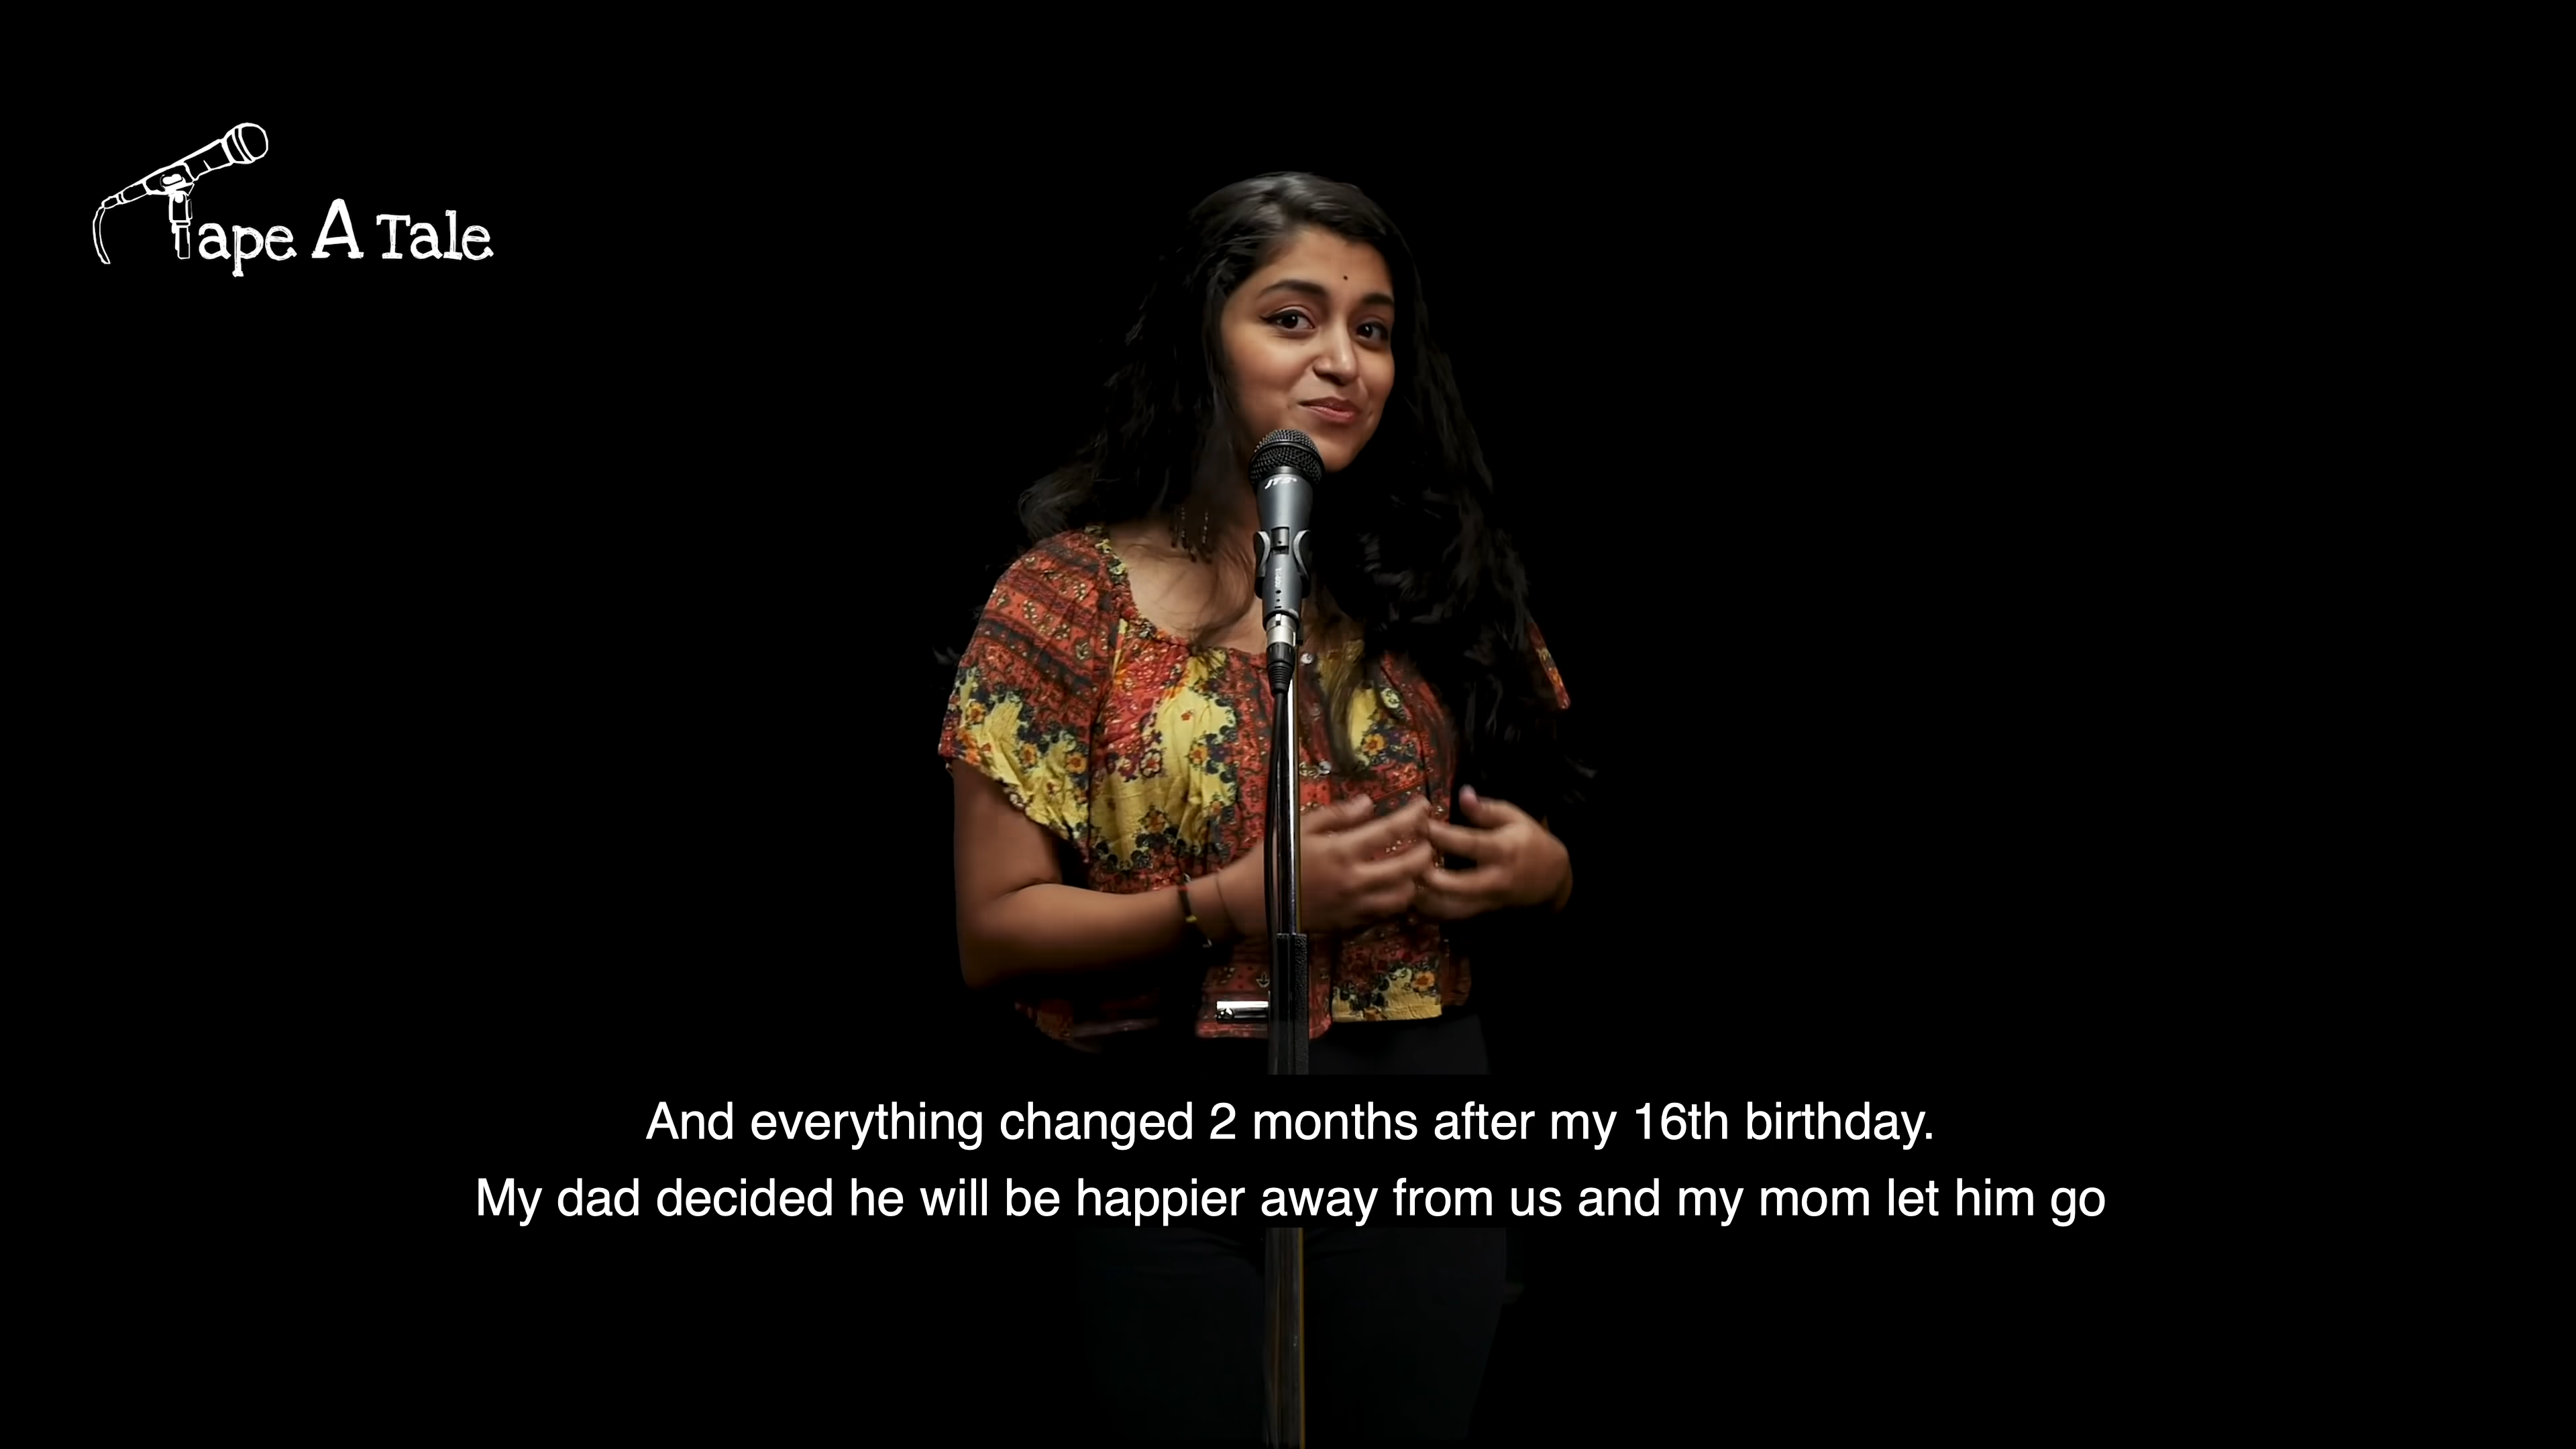 Tape A Tale
JTS
And everything changed 2 months after my 16th birthday.
My dad decided he will be happier away from us and my mom let him go